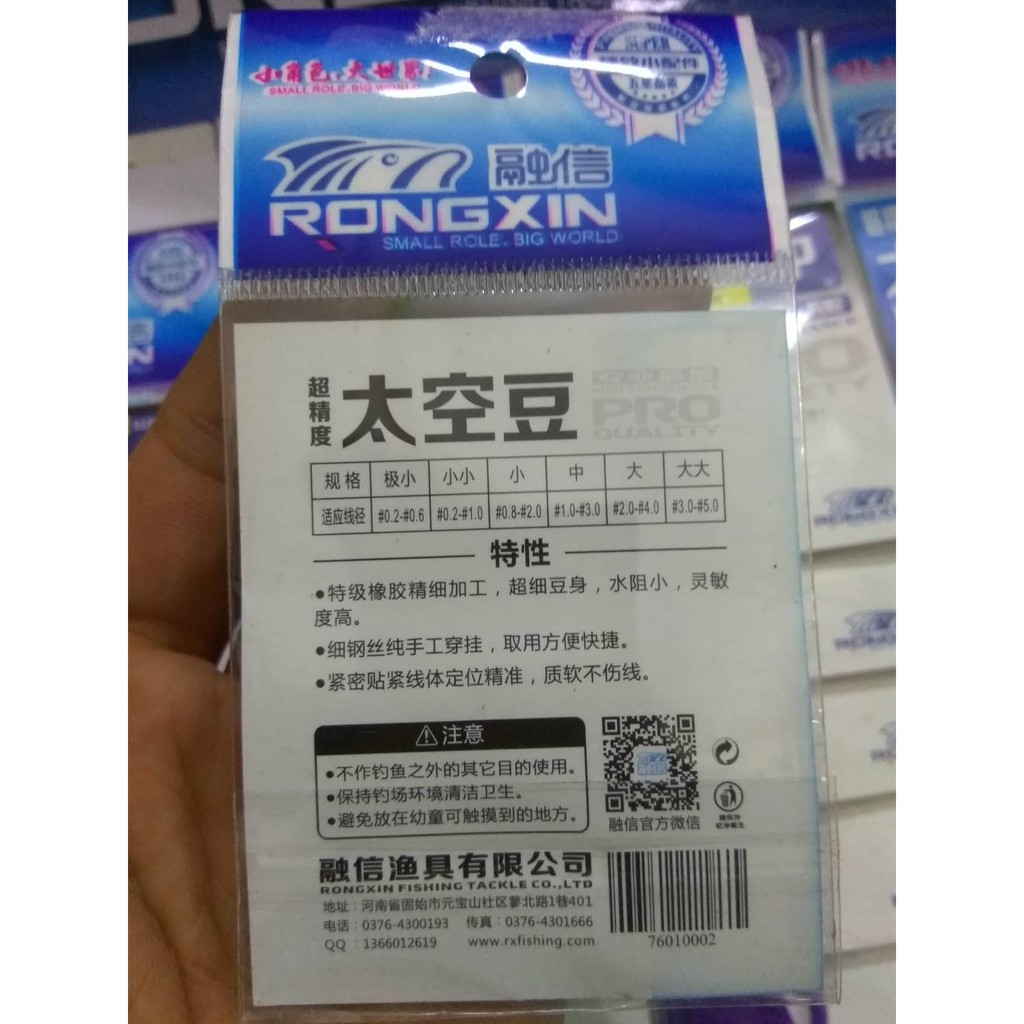 小角色·大世界
SMALL ROLE. BIG WORLD
SUPER
小配件
融信
RONGXIN
SMALL ROLE. BIG WORLD
超精度
太空豆
PRO
QUALITY
规格 极小 小小 小 中 大 大大
适应线径 #0.2-#0.6 #0.2-#1.0 #0.8-#2.0 #1.0-#3.0 #2.0-#4.0 #3.0-#5.0
特性
●特级橡胶精细加工，超细豆身，水阻小，灵敏
度高。
●细钢丝纯手工穿挂，取用方便快捷。
●紧密贴紧线体定位精准，质软不伤线。
注意
●不作钓鱼之外的其它目的使用。
●保持钓场环境清洁卫生。
●避免放在幼童可触摸到的地方。
融信官方微信
融信渔具有限公司
RONGXIN FISHING TACKLE CO.,LTD
地址：河南省固始市元宝山社区蓼北路1巷401
电话：0376-4300193 传真：0376-4301666
QQ：1366012619 www.rxfishing.com
76010002